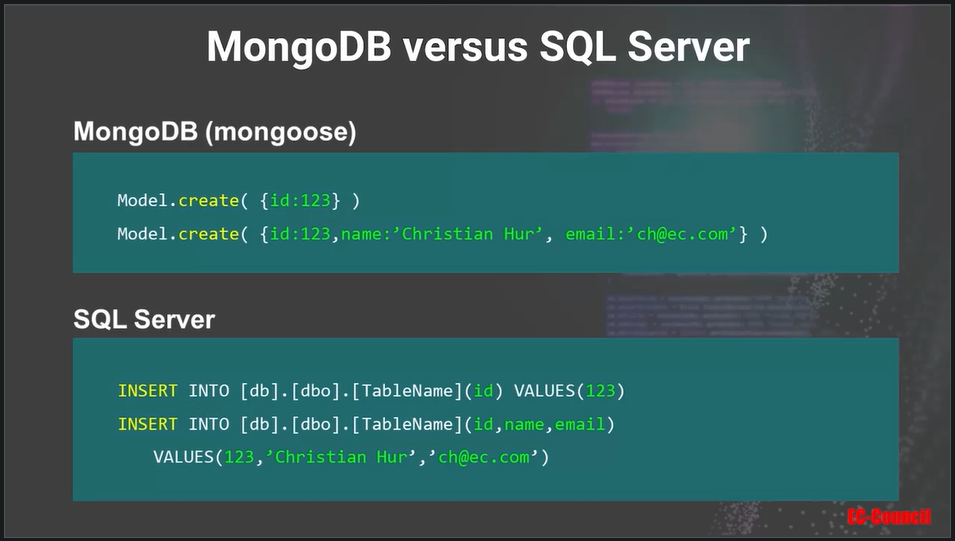 MongoDB versus SQL Server
MongoDB (mongoose)
Model.create( {id:123} )
Model.create( {id:123,name:’Christian Hur’, email:’ch@ec.com’} )
SQL Server
INSERT INTO [db].[dbo].[TableName](id) VALUES(123)
INSERT INTO [db].[dbo].[TableName](id,name,email)
VALUES(123,’Christian Hur’,’ch@ec.com’)
EC-Council